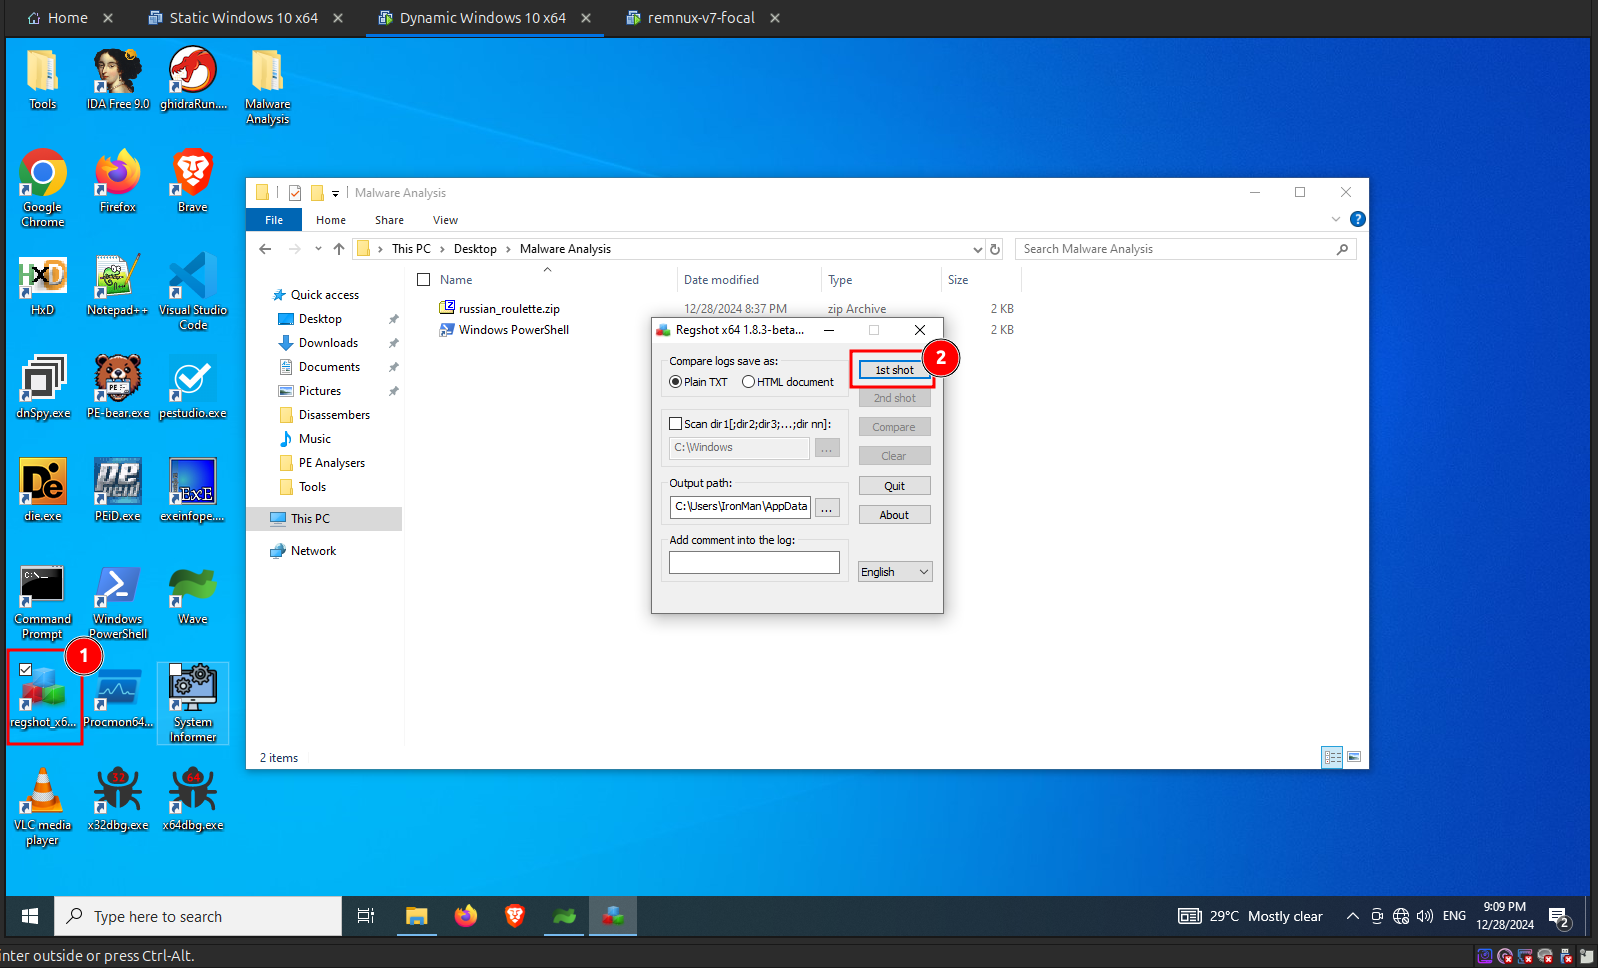 Home
Static Windows 10 x64
Dynamic Windows 10 x64
remnux-v7-focal
Tools
IDA Free 9.0
ghidraRun....
Malware
Analysis
Google
Chrome
Firefox
Brave
HxD
HxD
Notepad++
Visual Studio
Code
dnSpy.exe
PE
PE-bear.exe
pestudio.exe
die.exe
PEiD.exe
ExE
exeinfope....
Command
Prompt
Windows
PowerShell
Wave
1
regshot_x6...
Procmon64...
System
Informer
VLC media
player
32
x32dbg.exe
64
x64dbg.exe
Malware Analysis
File
Home
Share
View
This PC
Desktop
Malware Analysis
Search Malware Analysis
Name
Date modified
Type
Size
Quick access
Desktop
Downloads
Documents
Pictures
Disassembers
Music
PE Analysers
Tools
This PC
Network
russian_roulette.zip
12/28/2024 8:37 PM
zip Archive
2 KB
Windows PowerShell
2 KB
2 items
Regshot x64 1.8.3-beta...
Compare logs save as:
Plain TXT
HTML document
Scan dir1[;dir2;dir3;...;dir nn]:
C:\Windows
...
Output path:
C:\Users\IronMan\AppData
...
Add comment into the log:
1st shot
2
2nd shot
Compare
Clear
Quit
About
English
Type here to search
29°C Mostly clear
ENG
9:09 PM
12/28/2024
2
inter outside or press Ctrl-Alt.